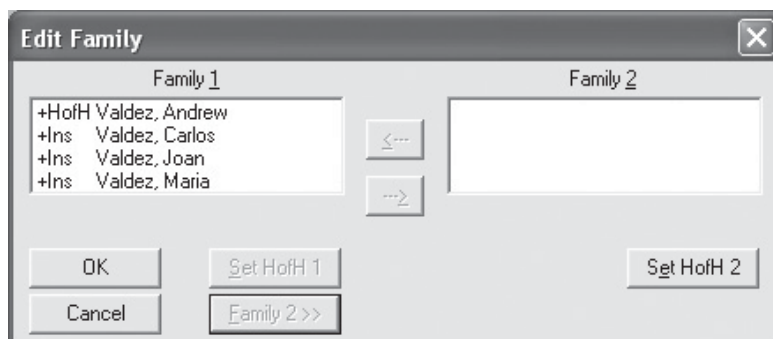 Edit Family
Family 1
Family 2
+HofH Valdez, Andrew
+Ins Valdez, Carlos
+Ins Valdez, Joan
+Ins Valdez, Maria
<---
--->
OK
Set HofH 1
Set HofH 2
Cancel
Family 2 >>